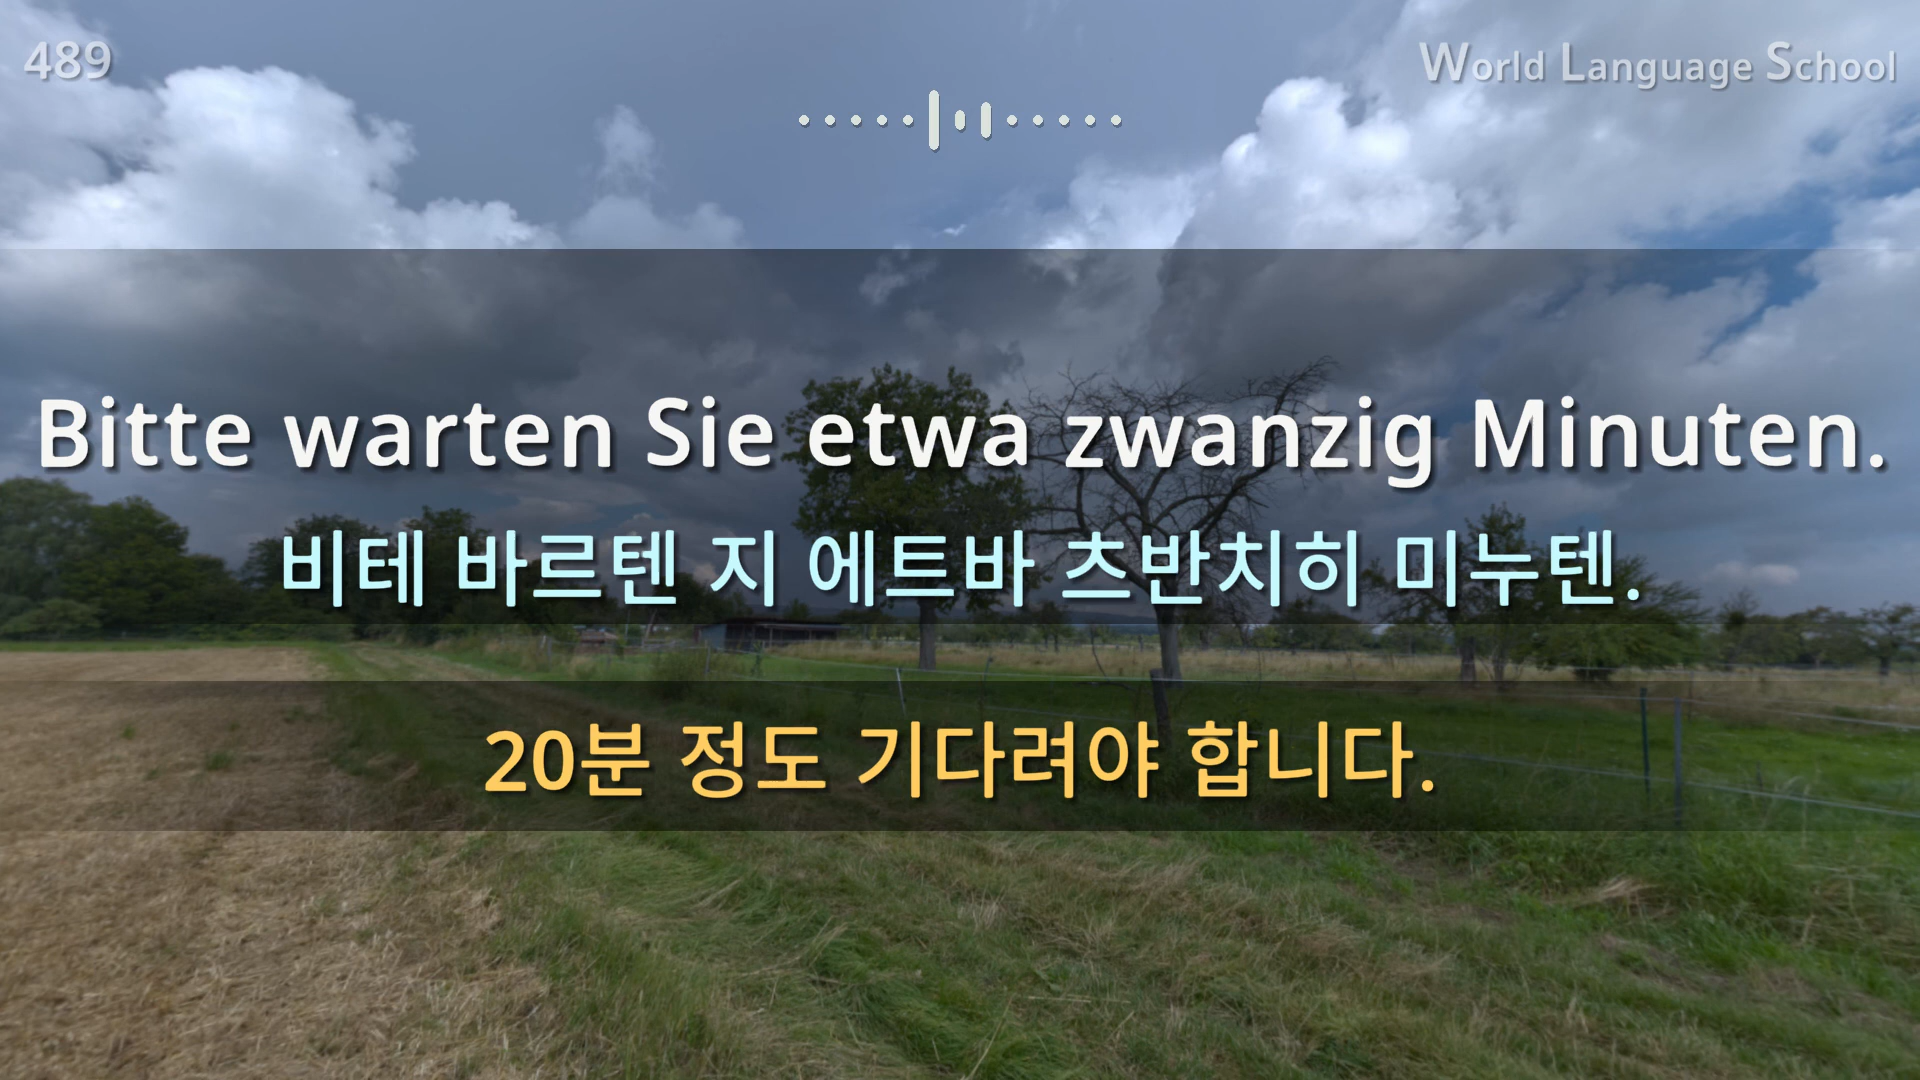 489
World Language School
Bitte warten Sie etwa zwanzig Minuten.
비테 바르텐 지 에트바 츠반치히 미누텐.
20분 정도 기다려야 합니다.